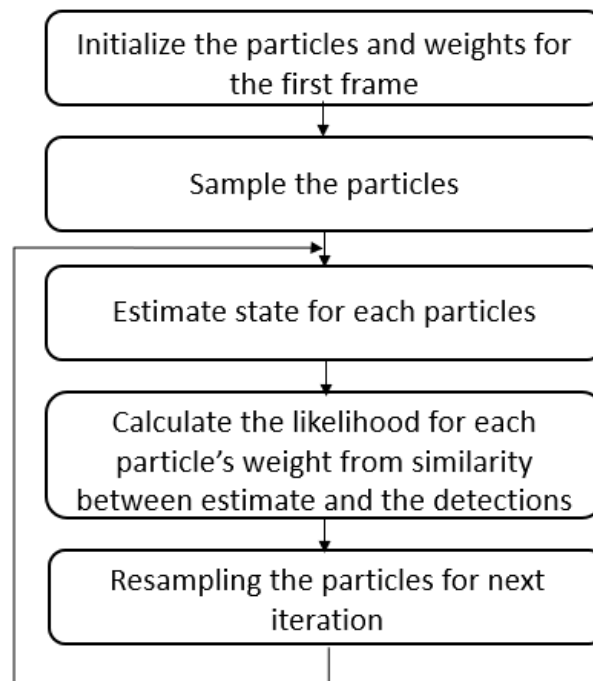 Initialize the particles and weights for
the first frame
Sample the particles
Estimate state for each particles
Calculate the likelihood for each
particle’s weight from similarity
between estimate and the detections
Resampling the particles for next
iteration